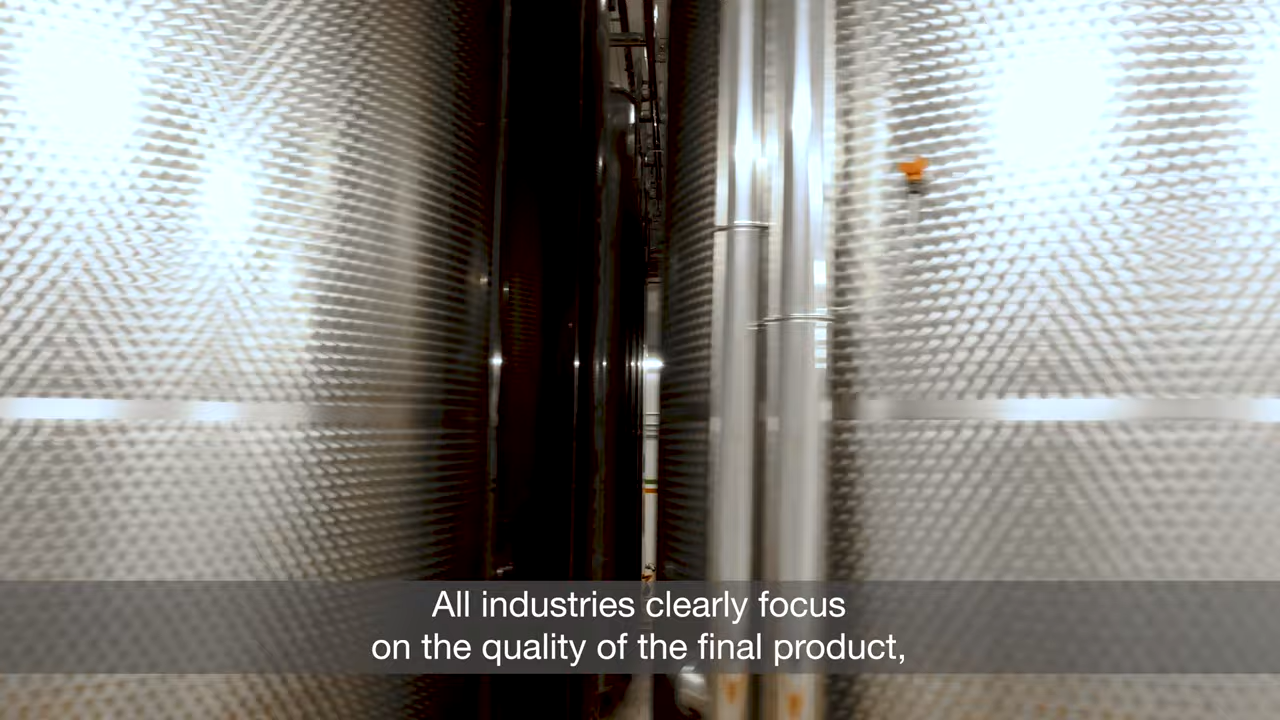 All industries clearly focus
on the quality of the final product,